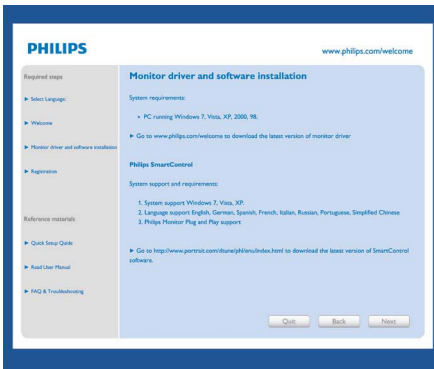 PHILIPS
www.philips.com/welcome
Required steps
► Select Language:
► Welcome
► Monitor driver and software installation
► Registration
Reference materials
► Quick Setup Guide
► Read User Manual
► FAQ & Troubleshooting
Monitor driver and software installation
System requirements:
• PC running Windows 7, Vista, XP, 2000, 98.
► Go to www.philips.com/welcome to download the latest version of monitor driver
Philips SmartControl
System support and requirements:
1. System support Windows 7, Vista, XP.
2. Language support English, German, Spanish, French, Italian, Russian, Portuguese, Simplified Chinese
3. Philips Monitor Plug and Play support
► Go to http://www.portrait.com/dtune/phl/enu/index.html to download the latest version of SmartControl
software.
Quit
Back
Next